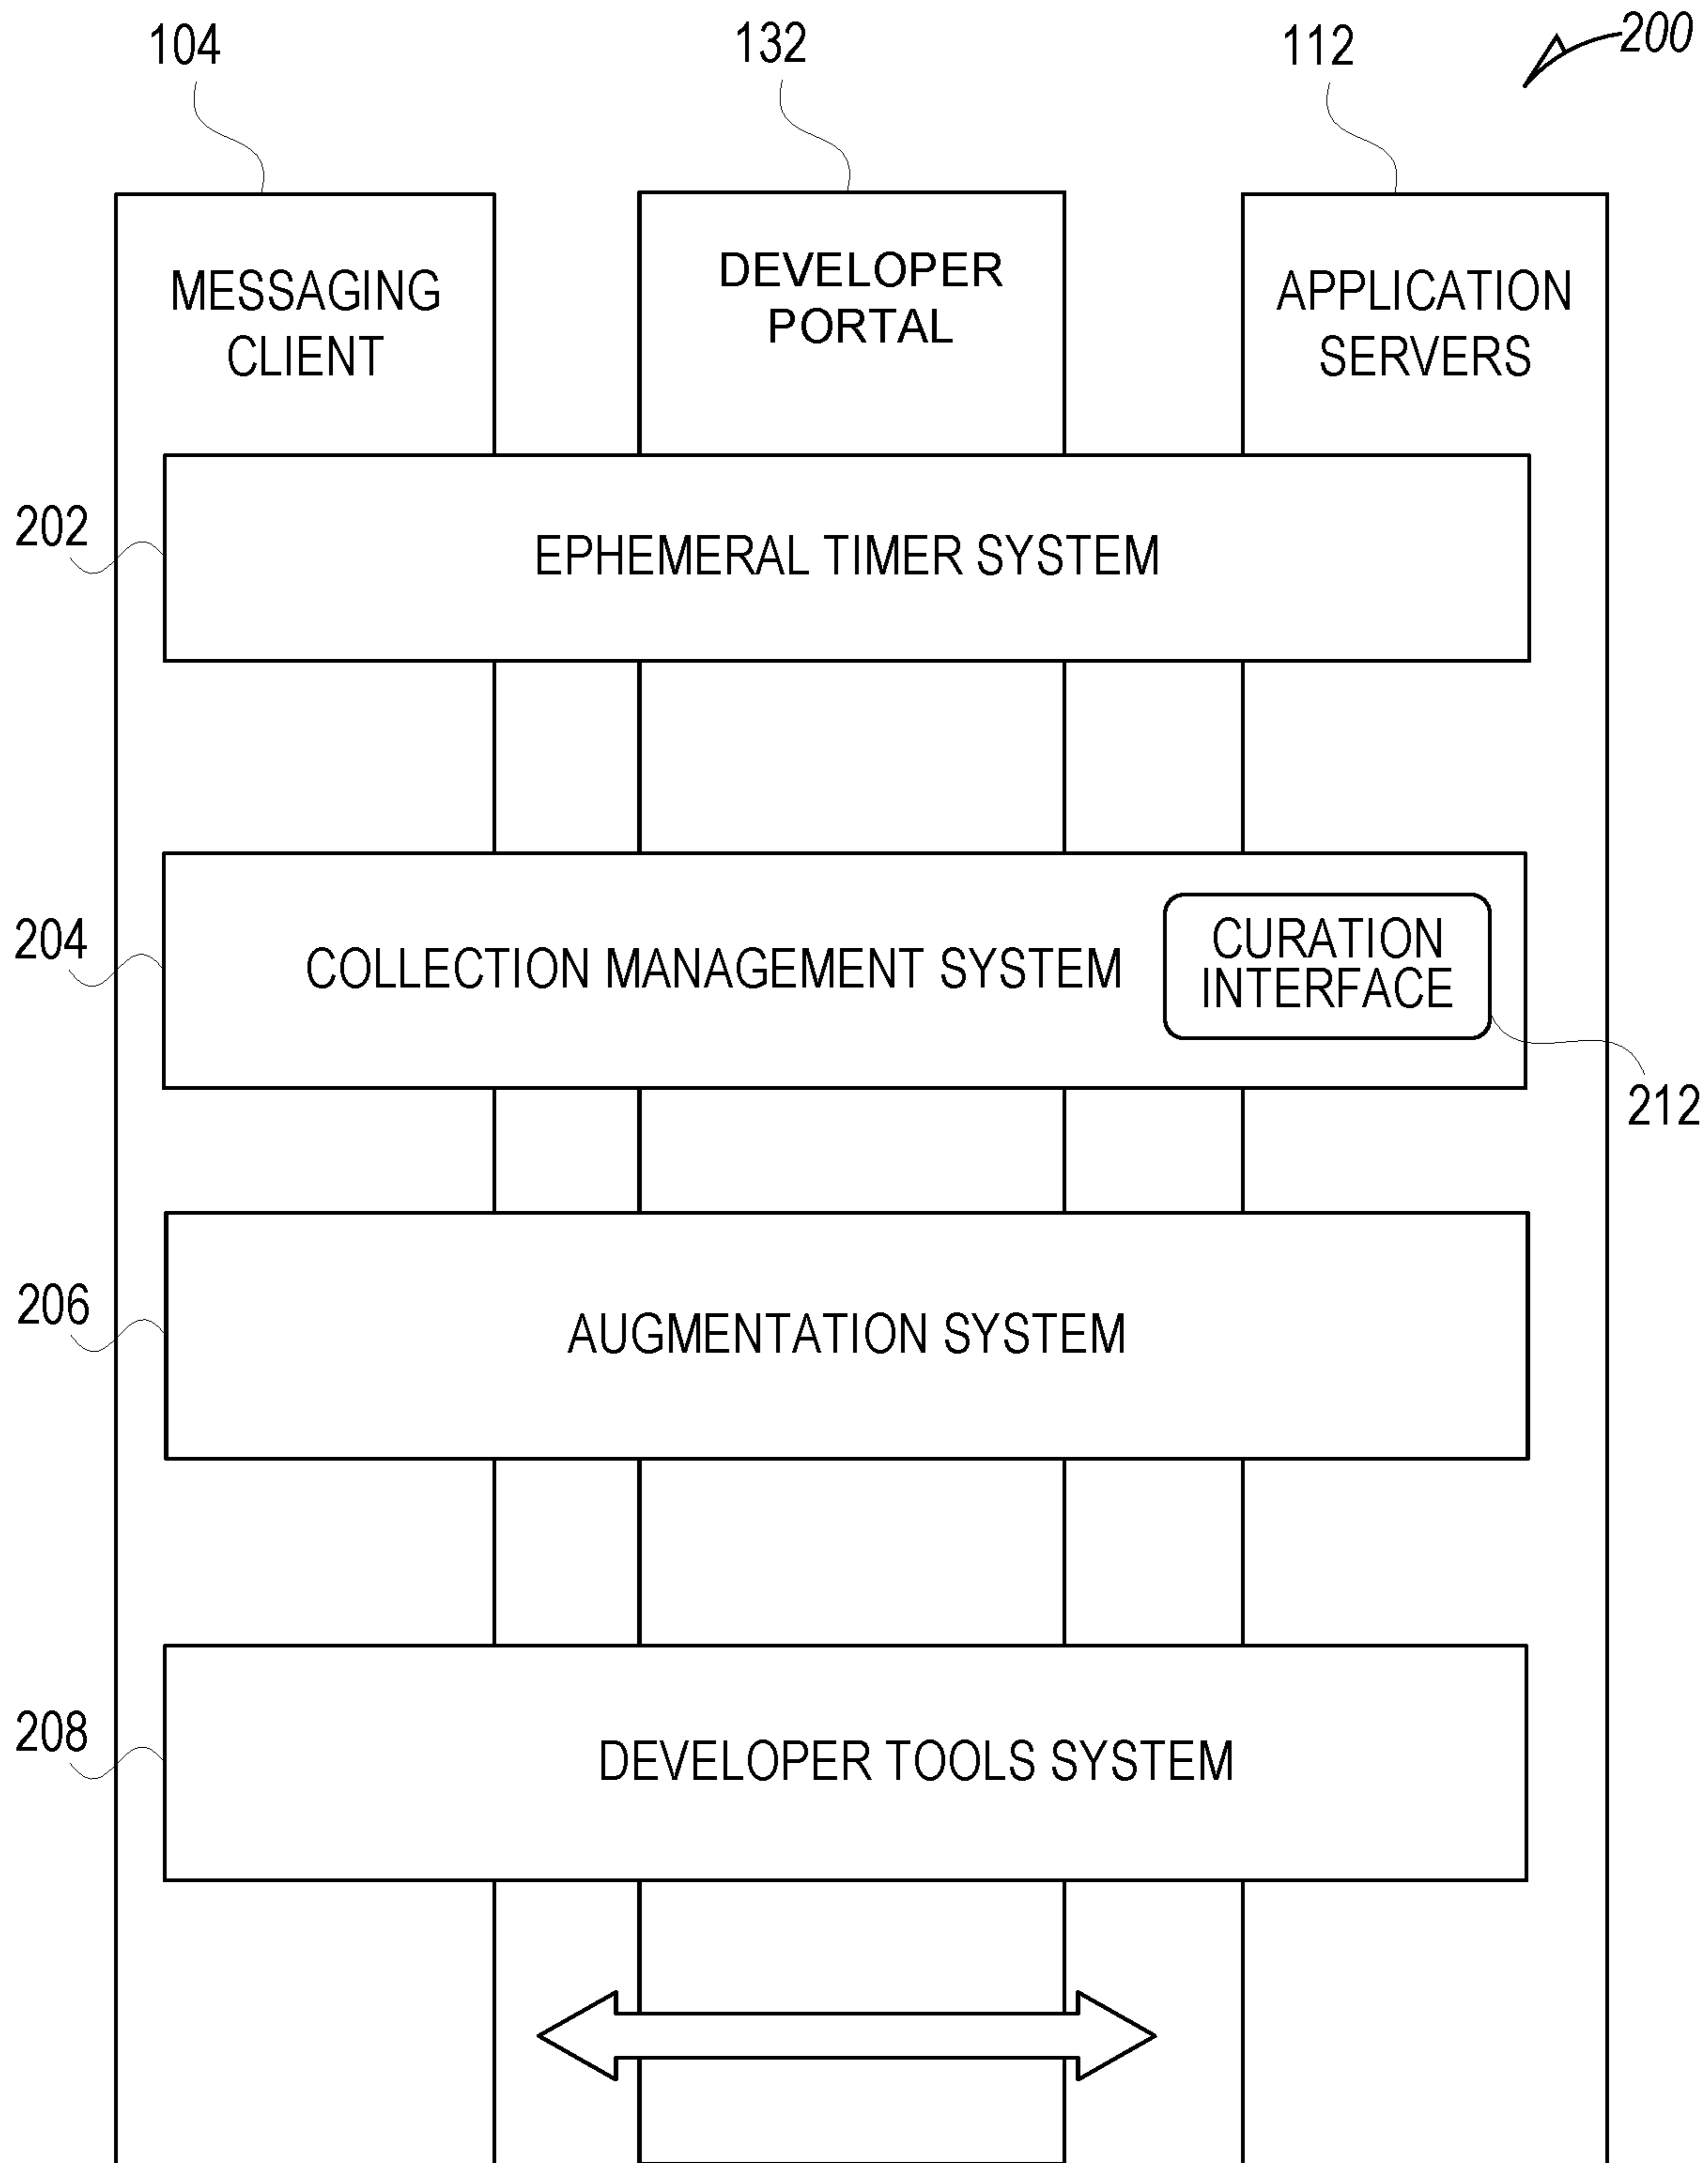 104
132
112
200
MESSAGING
CLIENT
DEVELOPER
PORTAL
APPLICATION
SERVERS
202
EPHEMERAL TIMER SYSTEM
204
COLLECTION MANAGEMENT SYSTEM
CURATION
INTERFACE
212
206
AUGMENTATION SYSTEM
208
DEVELOPER TOOLS SYSTEM